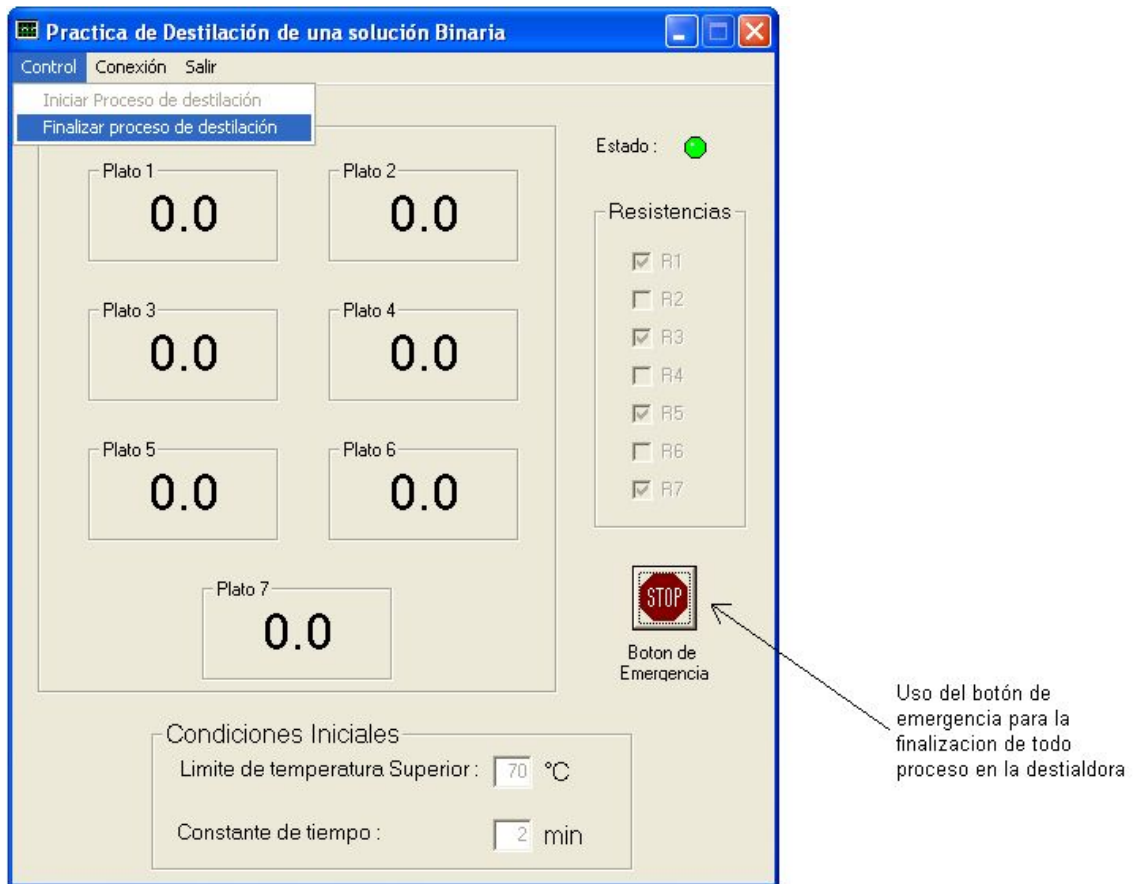 Practica de Destilación de una solución Binaria
Control Conexión Salir
Iniciar Proceso de destilación
Finalizar proceso de destilación
Estado :
Plato 1
0.0
Plato 2
0.0
Plato 3
0.0
Plato 4
0.0
Plato 5
0.0
Plato 6
0.0
Plato 7
0.0
Resistencias
R1
R2
R3
R4
R5
R6
R7
STOP
Boton de
Emergencia
Uso del botón de
emergencia para la
finalizacion de todo
proceso en la destialdora
Condiciones Iniciales
Limite de temperatura Superior : 70 °C
Constante de tiempo : 2 min